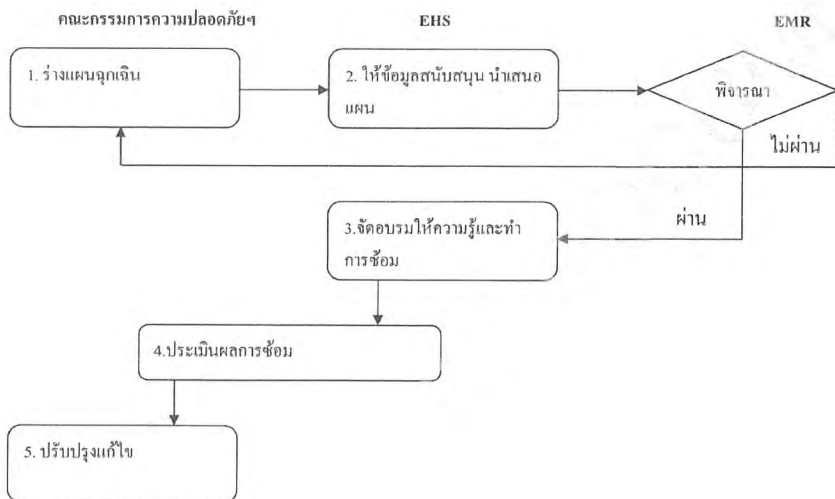 คณะกรรมการความปลอดภัยฯ
EHS
EMR
1. ร่างแผนฉุกเฉิน
2. ให้ข้อมูลสนับสนุน นำเสนอ
แผน
พิจารณา
ไม่ผ่าน
ผ่าน
3.จัดอบรมให้ความรู้และทำ
การซ้อม
4.ประเมินผลการซ้อม
5. ปรับปรุงแก้ไข